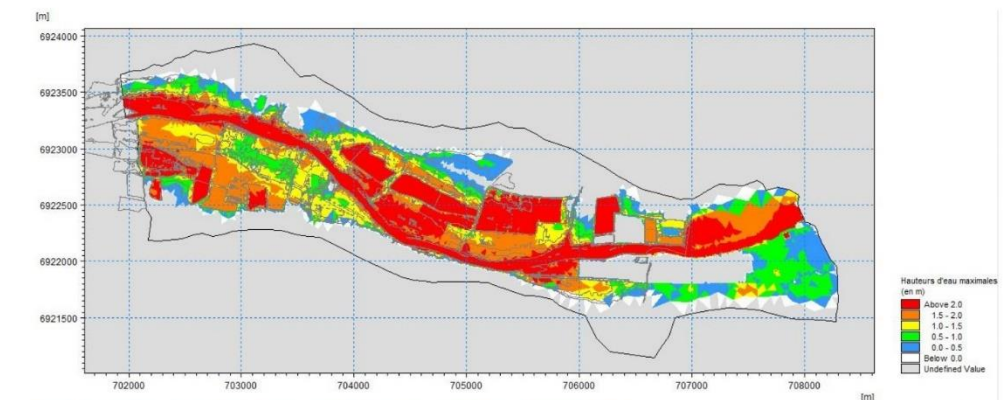 [m]
6924000
6923500
6923000
6922500
6922000
6921500
702000 703000 704000 705000 706000 707000 708000
[m]
Hauteurs d'eau maximales
(en m)
Above 2.0
1.5 - 2.0
1.0 - 1.5
0.5 - 1.0
0.0 - 0.5
Below 0.0
Undefined Value